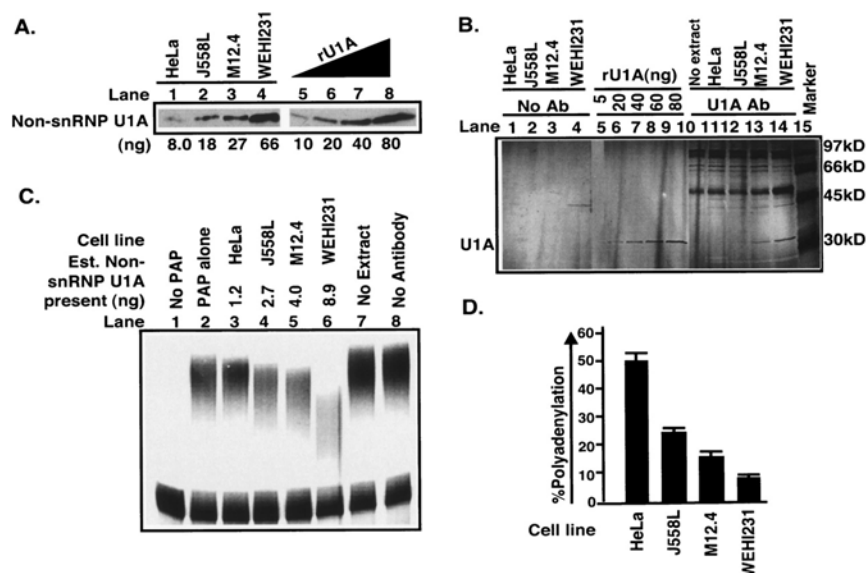 A.
HeLa
J558L
M12.4
WEHI231
rU1A
Lane 1 2 3 4 5 6 7 8
Non-snRNP U1A
(ng) 8.0 18 27 66 10 20 40 80
B.
HeLa
J558L
M12.4
WEHI231
No Ab
rU1A(ng)
5 20 40 60 80
No extract
HeLa
J558L
M12.4
WEHI231
U1A Ab
Marker
Lane 1 2 3 4 5 6 7 8 9 10 11 12 13 14 15
97kD
66kD
45kD
30kD
U1A
C.
Cell line
Est. Non-
snRNP U1A
present (ng)
No PAP
PAP alone
HeLa 1.2
J558L 2.7
M12.4 4.0
WEHI231 8.9
No Extract
No Antibody
Lane 1 2 3 4 5 6 7 8
D.
%Polyadenylation
60
50
40
30
20
10
0
Cell line
HeLa
J558L
M12.4
WEHI231